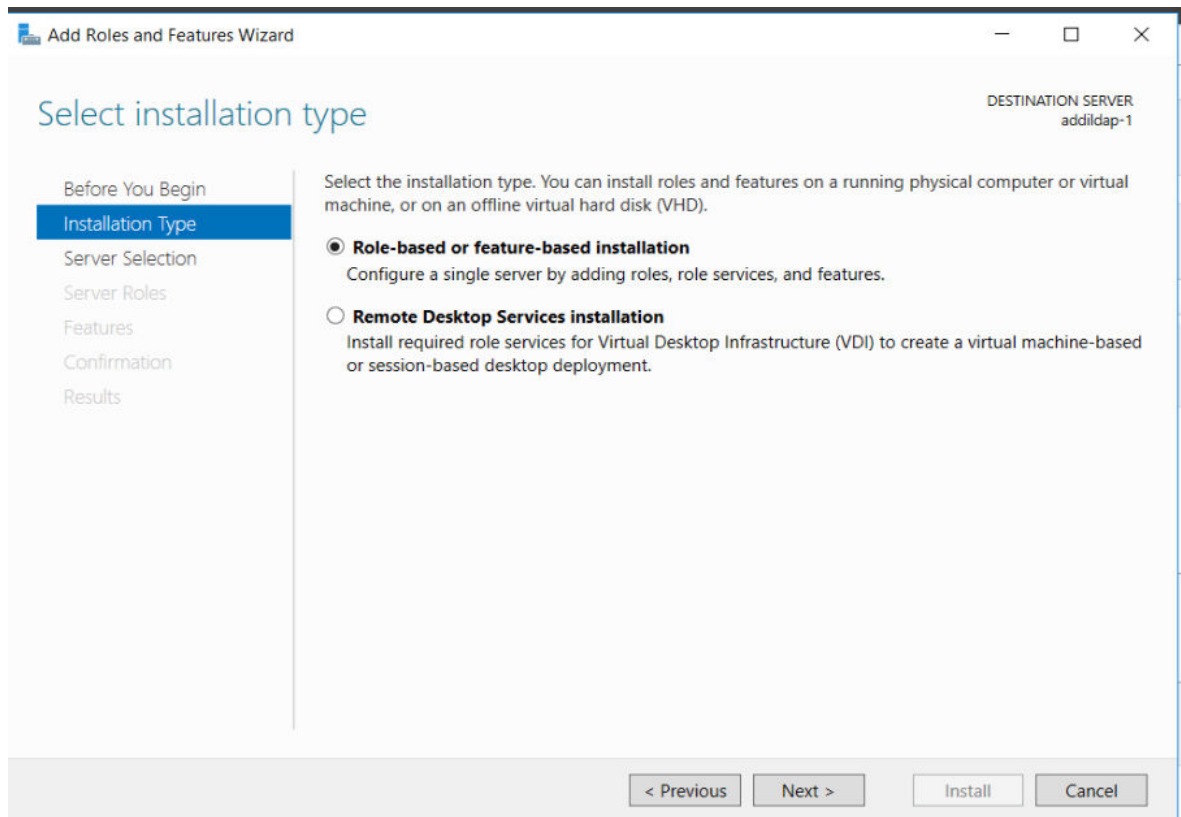 Add Roles and Features Wizard
Select installation type
DESTINATION SERVER
addildap-1
Before You Begin
Installation Type
Server Selection
Server Roles
Features
Confirmation
Results
Select the installation type. You can install roles and features on a running physical computer or virtual
machine, or on an offline virtual hard disk (VHD).
Role-based or feature-based installation
Configure a single server by adding roles, role services, and features.
Remote Desktop Services installation
Install required role services for Virtual Desktop Infrastructure (VDI) to create a virtual machine-based
or session-based desktop deployment.
< Previous Next > Install Cancel